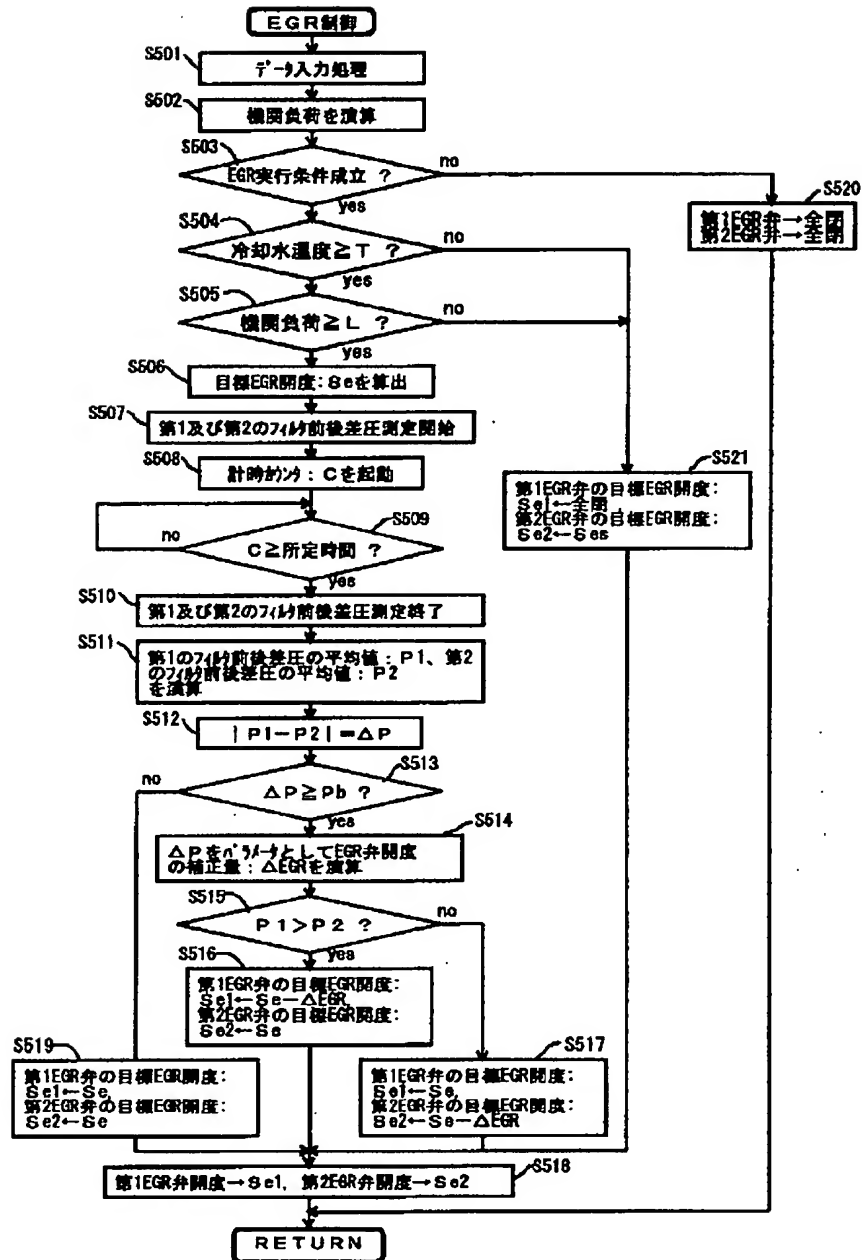 EGR制御
S501
データ入力処理
S502
機関負荷を演算
S503
EGR実行条件成立 ?
no
yes
S520
第1EGR弁→全閉
第2EGR弁→全閉
S504
冷却水温度≧T ?
no
yes
S505
機関負荷≧L ?
no
yes
S506
目標EGR開度:Seを算出
S507
第1及び第2のフィルタ前後差圧測定開始
S508
計時カウンタ:Cを起動
S509
C≧所定時間 ?
no
yes
S521
第1EGR弁の目標EGR開度:
Se1←全閉,
第2EGR弁の目標EGR開度:
Se2←Ses
S510
第1及び第2のフィルタ前後差圧測定終了
S511
第1のフィルタ前後差圧の平均値:P1、第2
のフィルタ前後差圧の平均値:P2
を演算
S512
|P1-P2|=△P
S513
△P≧Pb ?
no
yes
S514
△PをパラメータとしてEGR弁開度
の補正量:△EGRを演算
S515
P1>P2 ?
no
yes
S516
第1EGR弁の目標EGR開度:
Se1←Se-△EGR,
第2EGR弁の目標EGR開度:
Se2←Se
S519
第1EGR弁の目標EGR開度:
Se1←Se,
第2EGR弁の目標EGR開度:
Se2←Se
S517
第1EGR弁の目標EGR開度:
Se1←Se,
第2EGR弁の目標EGR開度:
Se2←Se-△EGR
S518
第1EGR弁開度→Se1, 第2EGR弁開度→Se2
RETURN